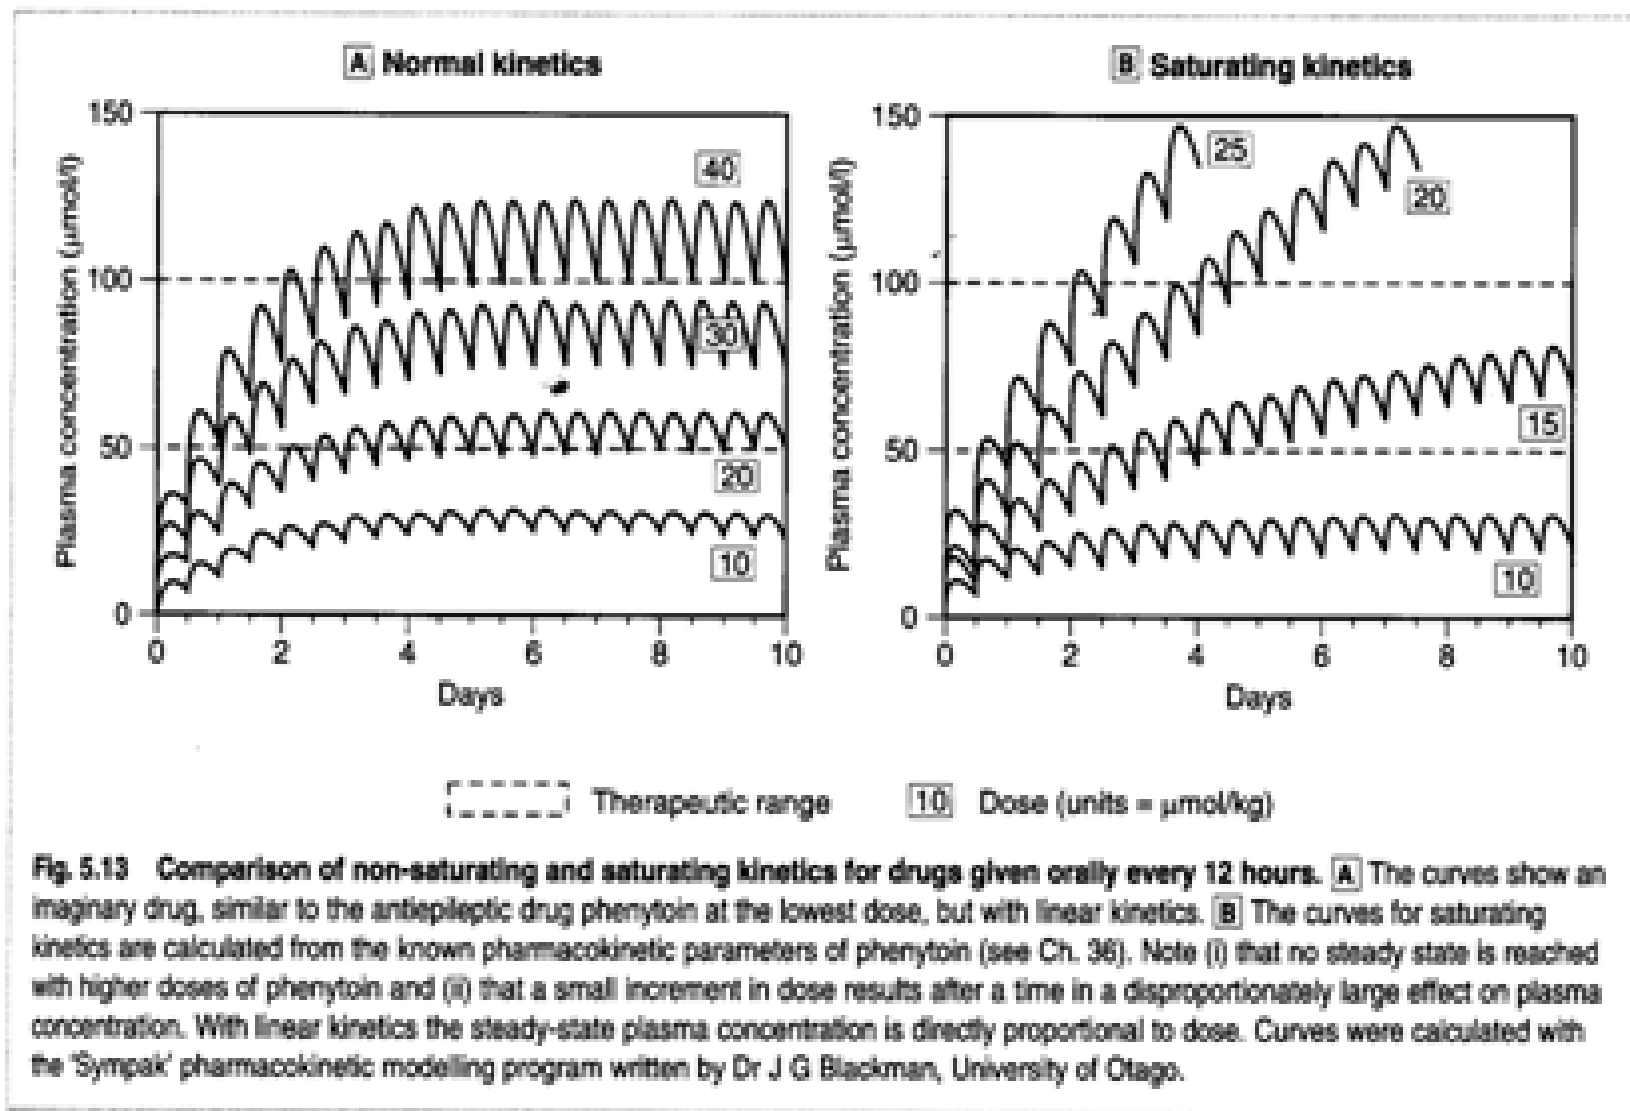 A Normal kinetics
150
100
50
0
Plasma concentration (μmol/l)
40
30
20
10
0 2 4 6 8 10
Days
B Saturating kinetics
150
100
50
0
Plasma concentration (μmol/l)
25
20
15
10
0 2 4 6 8 10
Days
Therapeutic range
10 Dose (units = μmol/kg)
Fig. 5.13 Comparison of non-saturating and saturating kinetics for drugs given orally every 12 hours. A The curves show an
imaginary drug, similar to the antiepileptic drug phenytoin at the lowest dose, but with linear kinetics. B The curves for saturating
kinetics are calculated from the known pharmacokinetic parameters of phenytoin (see Ch. 36). Note (i) that no steady state is reached
with higher doses of phenytoin and (ii) that a small increment in dose results after a time in a disproportionately large effect on plasma
concentration. With linear kinetics the steady-state plasma concentration is directly proportional to dose. Curves were calculated with
the 'Sympak' pharmacokinetic modelling program written by Dr J G Blackman, University of Otago.